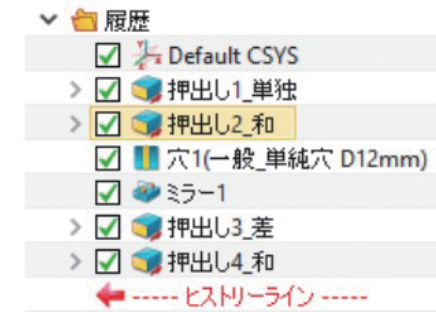 履歴
Default CSYS
押出し1_単独
押出し2_和
穴1(一般_単純穴 D12mm)
ミラー1
押出し3_差
押出し4_和
----- ヒストリーライン -----